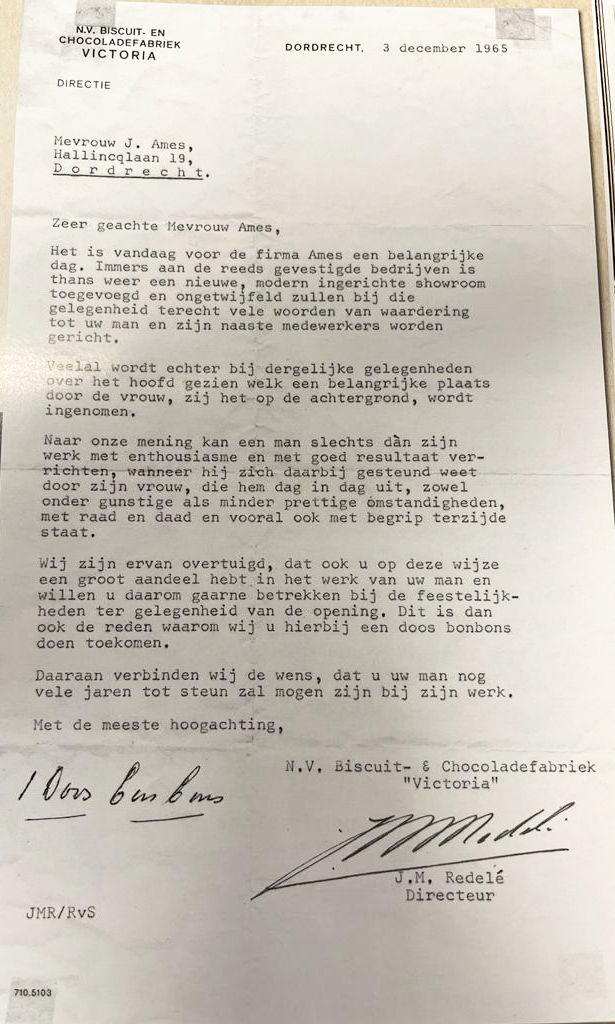 N.V. BISCUIT- EN
CHOCOLADEFABRIEK
VICTORIA
DORDRECHT, 3 december 1965
DIRECTIE
Mevrouw J. Ames,
Hallincqlaan 19,
D o r d r e c h t.
Zeer geachte Mevrouw Ames,
Het is vandaag voor de firma Ames een belangrijke
dag. Immers aan de reeds gevestigde bedrijven is
thans weer een nieuwe, modern ingerichte showroom
toegevoegd en ongetwijfeld zullen bij die
gelegenheid terecht vele woorden van waardering
tot uw man en zijn naaste medewerkers worden
gericht.
Veelal wordt echter bij dergelijke gelegenheden
over het hoofd gezien welk een belangrijke plaats
door de vrouw, zij het op de achtergrond, wordt
ingenomen.
Naar onze mening kan een man slechts dàn zijn
werk met enthousiasme en met goed resultaat ver-
richten, wanneer hij zich daarbij gesteund weet
door zijn vrouw, die hem dag in dag uit, zowel
onder gunstige als minder prettige omstandigheden,
met raad en daad en vooral ook met begrip terzijde
staat.
Wij zijn ervan overtuigd, dat ook u op deze wijze
een groot aandeel hebt in het werk van uw man en
willen u daarom gaarne betrekken bij de feestelijk-
heden ter gelegenheid van de opening. Dit is dan
ook de reden waarom wij u hierbij een doos bonbons
doen toekomen.
Daaraan verbinden wij de wens, dat u uw man nog
vele jaren tot steun zal mogen zijn bij zijn werk.
Met de meeste hoogachting,
N.V. Biscuit- & Chocoladefabriek
"Victoria"
1 Doos bonbons
J.M. Redelé
Directeur
JMR/RvS
710.5103